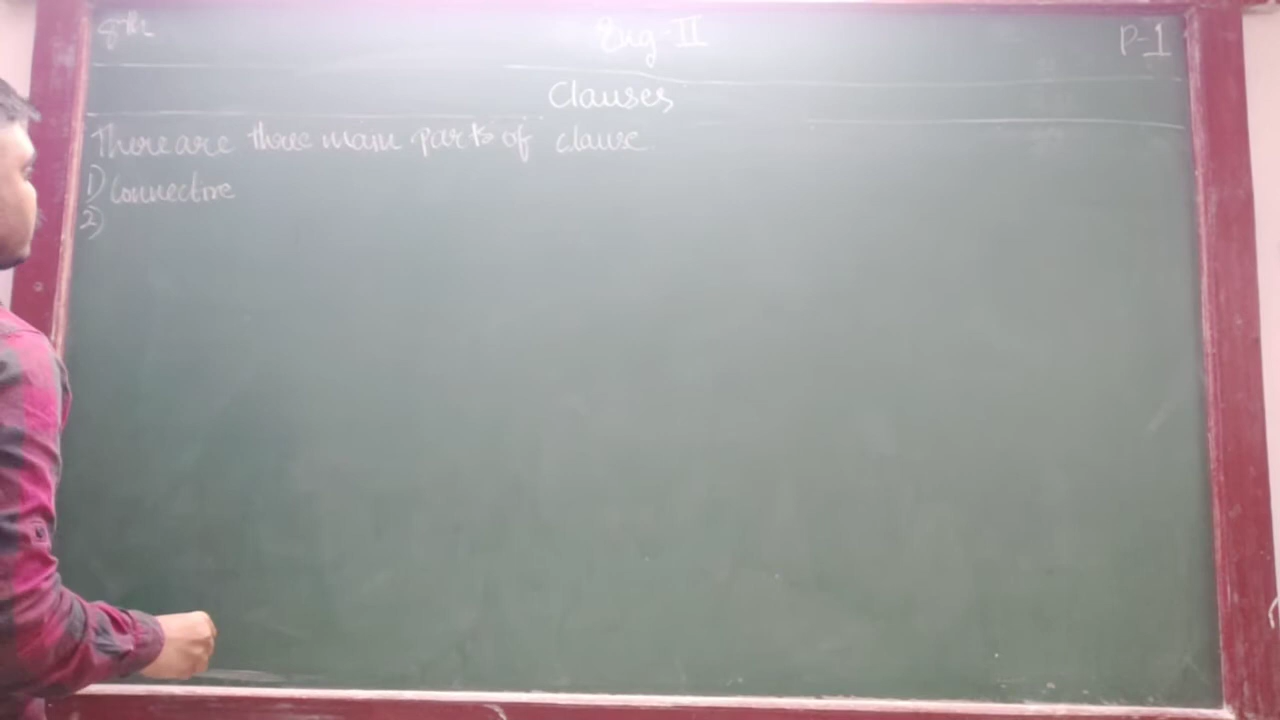 8th Eng-II P-1
Clauses
There are three main parts of clause.
1) Connective
2)